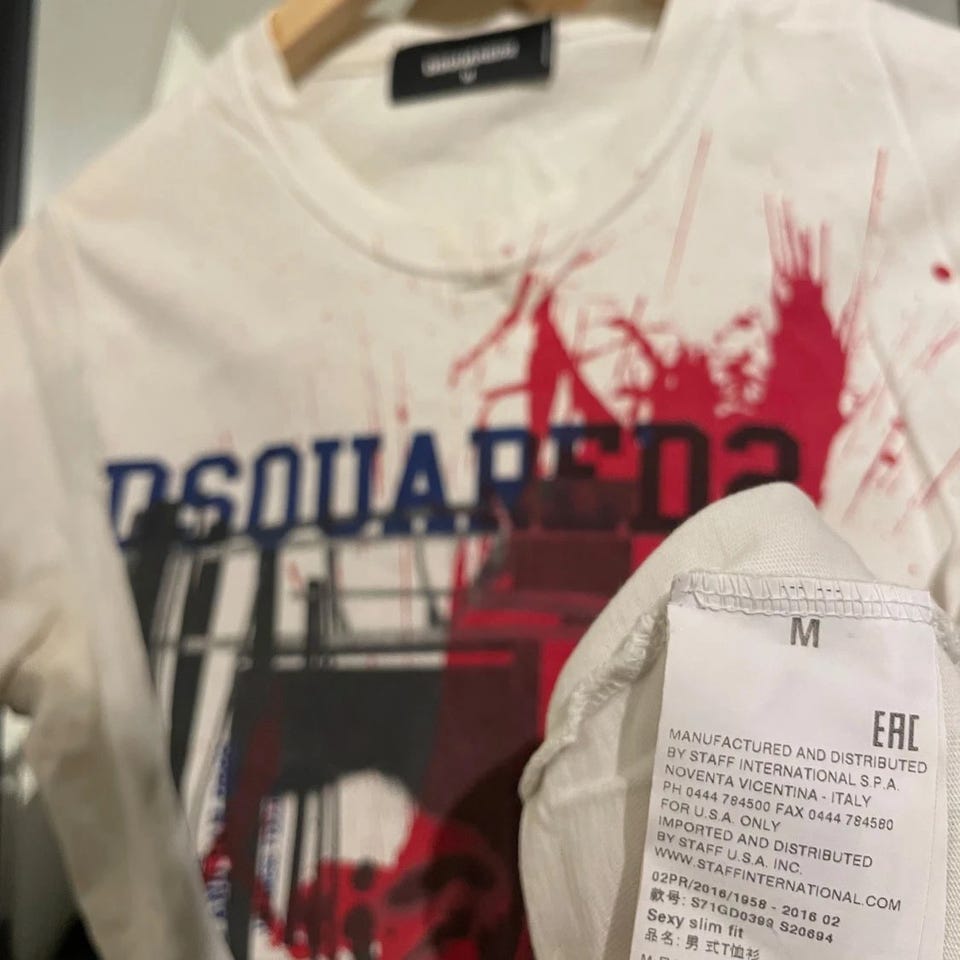 DSQUARED2
M
DSQUARED2
M
EAC
MANUFACTURED AND DISTRIBUTED
BY STAFF INTERNATIONAL S.P.A.
NOVENTA VICENTINA - ITALY
PH 0444 784500 FAX 0444 784580
FOR U.S.A. ONLY
IMPORTED AND DISTRIBUTED
BY STAFF U.S.A. INC.
WWW.STAFFINTERNATIONAL.COM
02PR/2016/1958 - 2016 02
款号: S71GD0399 S20694
Sexy slim fit
品名: 男 式T恤衫